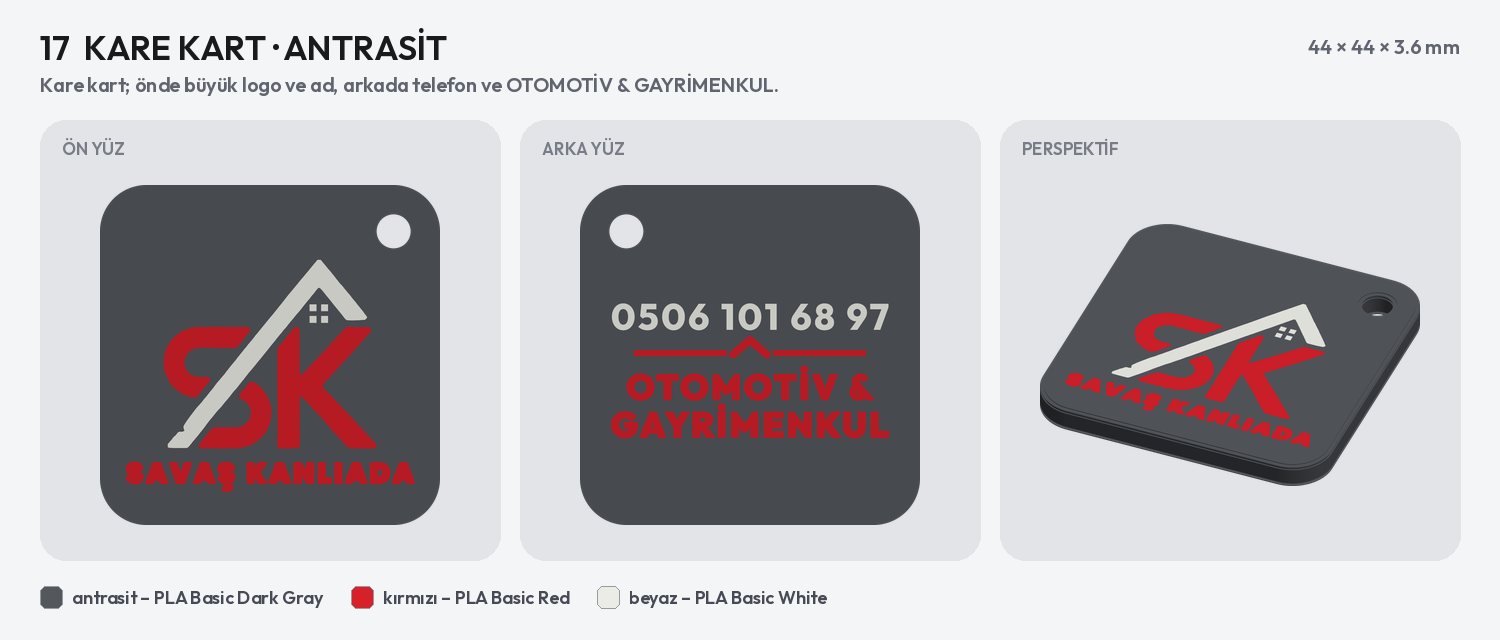 17 KARE KART · ANTRASİT
44 × 44 × 3.6 mm
Kare kart; önde büyük logo ve ad, arkada telefon ve OTOMOTİV & GAYRİMENKUL.
ÖN YÜZ
SK
SAVAŞ KANLIADA
ARKA YÜZ
0506 101 68 97
OTOMOTİV &
GAYRİMENKUL
PERSPEKTİF
SK
SAVAŞ KANLIADA
antrasit – PLA Basic Dark Gray
kırmızı – PLA Basic Red
beyaz – PLA Basic White